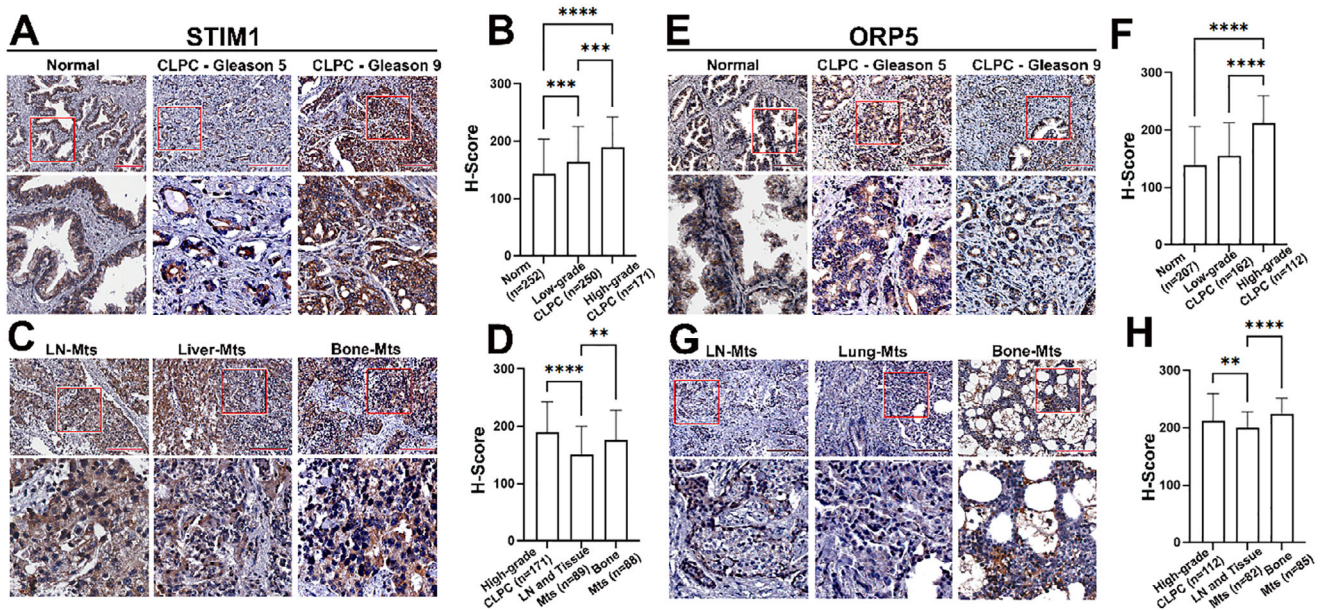 A
STIM1
Normal
CLPC - Gleason 5
CLPC - Gleason 9
B
****
***
***
300
200
100
0
H-Score
Norm
(n=252)
Low-grade
CLPC (n=250)
High-grade
CLPC (n=171)
C
LN-Mts
Liver-Mts
Bone-Mts
D
**
****
300
200
100
0
H-Score
High-grade
CLPC (n=171)
LN and Tissue
Mts (n=89)
Bone
Mts (n=86)
E
ORP5
Normal
CLPC - Gleason 5
CLPC - Gleason 9
F
****
****
300
200
100
0
H-Score
Norm
(n=207)
Low-grade
CLPC (n=162)
High-grade
CLPC (n=112)
G
LN-Mts
Lung-Mts
Bone-Mts
H
****
**
300
200
100
0
H-Score
High-grade
CLPC (n=112)
LN and Tissue
Mts (n=82)
Bone
Mts (n=85)